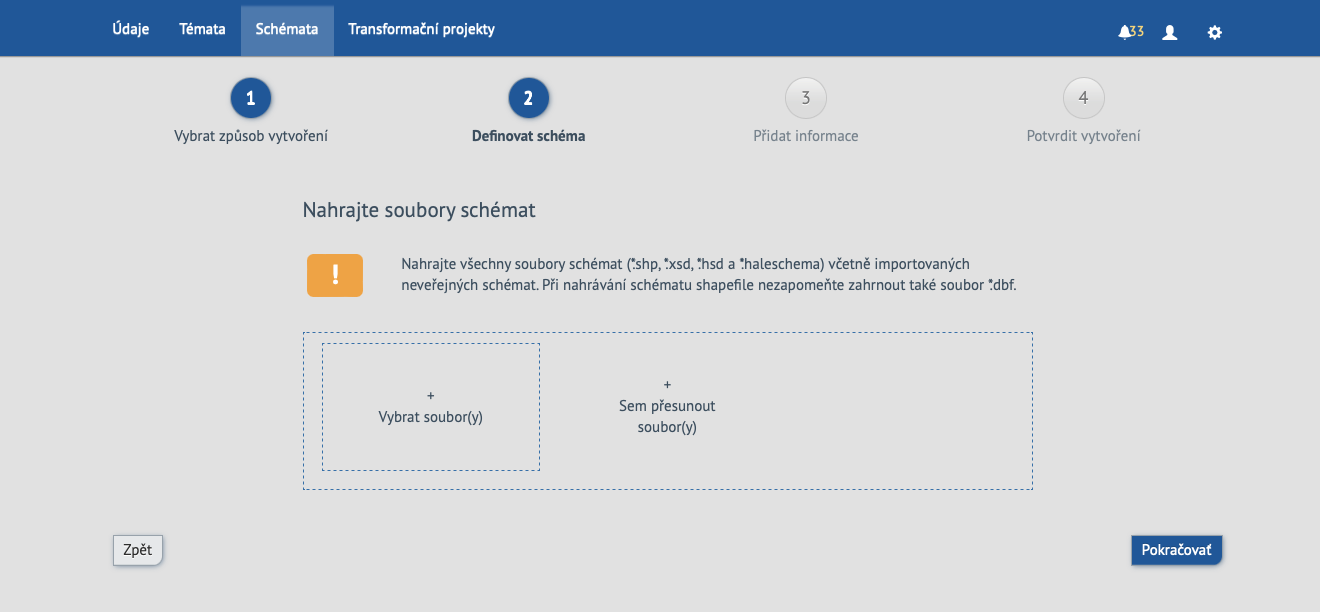 Údaje Témata Schémata Transformační projekty 33
1 2 3 4
Vybrat způsob vytvoření Definovat schéma Přidat informace Potvrdit vytvoření
Nahrajte soubory schémat
! Nahrajte všechny soubory schémat (*.shp, *.xsd, *.hsd a *.haleschema) včetně importovaných
neveřejných schémat. Při nahrávání schématu shapefile nezapomeňte zahrnout také soubor *.dbf.
+
Vybrat soubor(y)
+
Sem přesunout
soubor(y)
Zpět Pokračovať